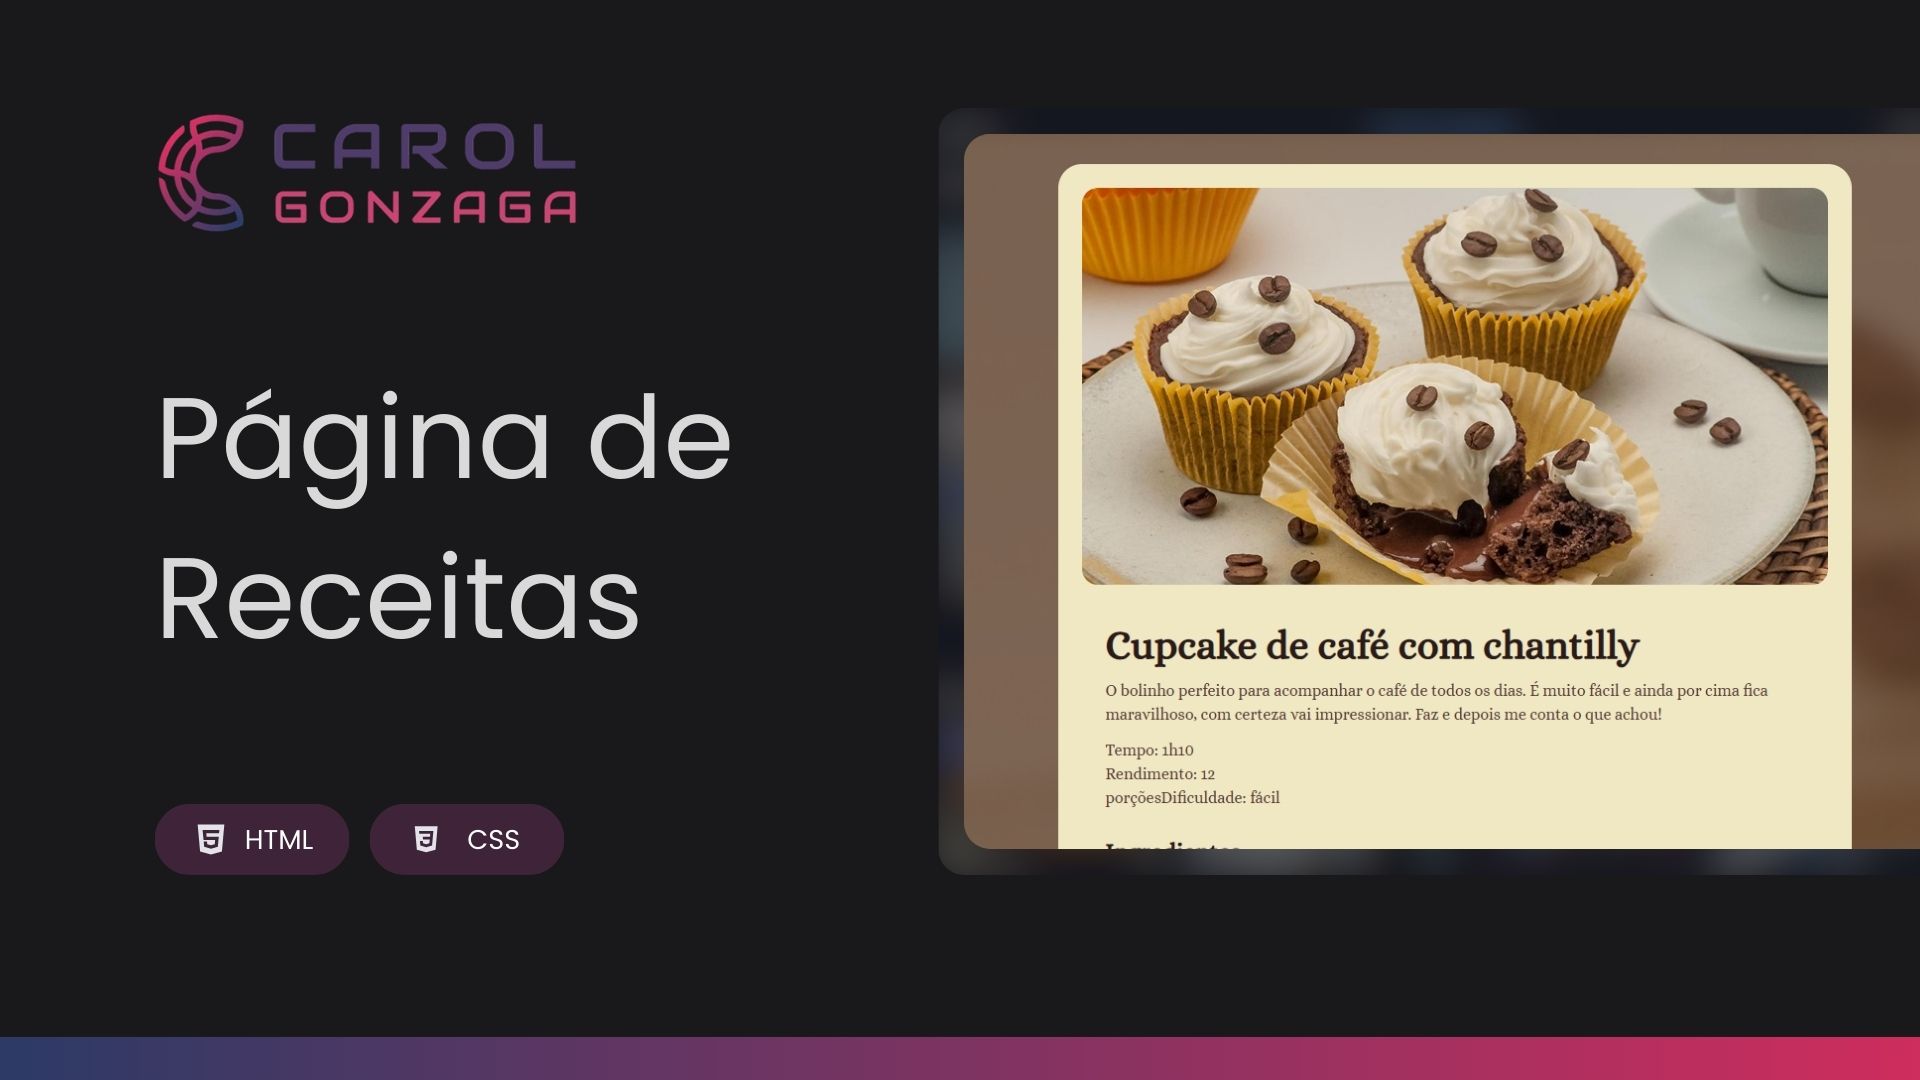 CAROL
GONZAGA
Página de
Receitas
HTML
CSS
Cupcake de café com chantilly
O bolinho perfeito para acompanhar o café de todos os dias. É muito fácil e ainda por cima fica
maravilhoso, com certeza vai impressionar. Faz e depois me conta o que achou!
Tempo: 1h10
Rendimento: 12
porçõesDificuldade: fácil
Ingredientes